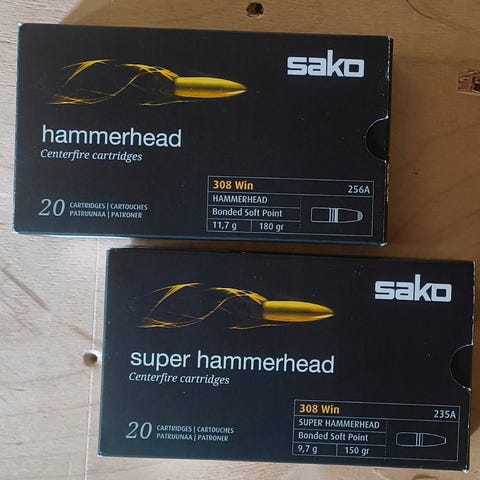 sako
hammerhead
Centerfire cartridges
308 Win 256A
HAMMERHEAD
Bonded Soft Point
11,7 g 180 gr
20 CARTRIDGES | CARTOUCHES
PATRUUNAA | PATRONER
sako
super hammerhead
Centerfire cartridges
308 Win 235A
SUPER HAMMERHEAD
Bonded Soft Point
9,7 g 150 gr
20 CARTRIDGES | CARTOUCHES
PATRUUNAA | PATRONER